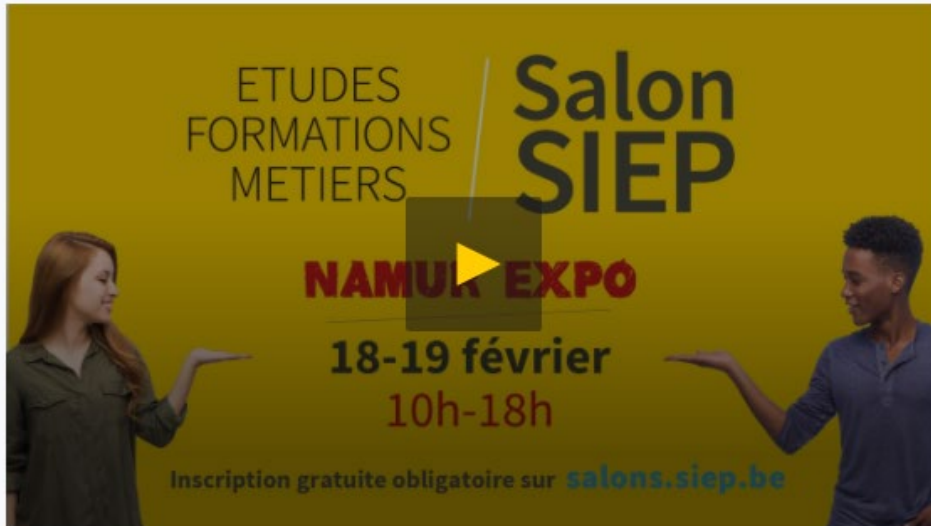 ETUDES
FORMATIONS
METIERS
Salon
SIEP
NAMUR EXPO
18-19 février
10h-18h
Inscription gratuite obligatoire sur salons.siep.be